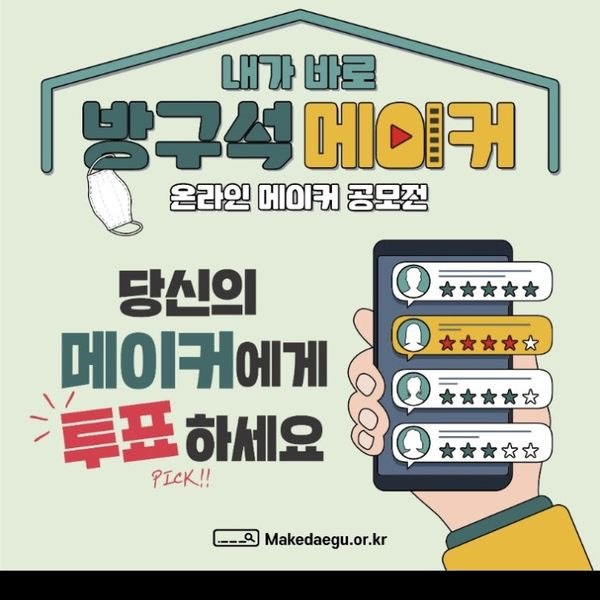 내가 바로
방구석 메이커
온라인 메이커 공모전
당신의
메이커에게
투표 하세요
PICK!!
Makedaegu.or.kr